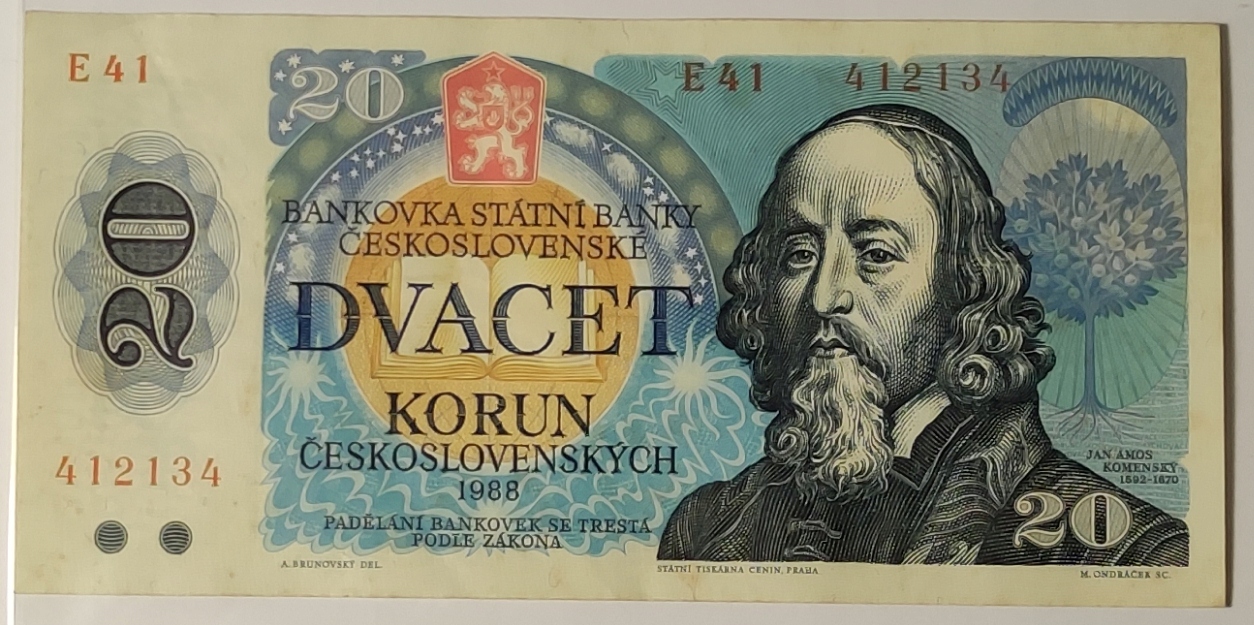 E 41
20
E 41 412134
20
BANKOVKA STÁTNÍ BANKY
ČESKOSLOVENSKÉ
DVACET
KORUN
ČESKOSLOVENSKÝCH
1988
PADĚLÁNÍ BANKOVEK SE TRESTÁ
PODLE ZÁKONA
412134
JAN ÁMOS
KOMENSKÝ
1592-1670
20
A. BRUNOVSKÝ DEL.
STÁTNÍ TISKÁRNA CENIN, PRAHA
M. ONDRÁČEK SC.